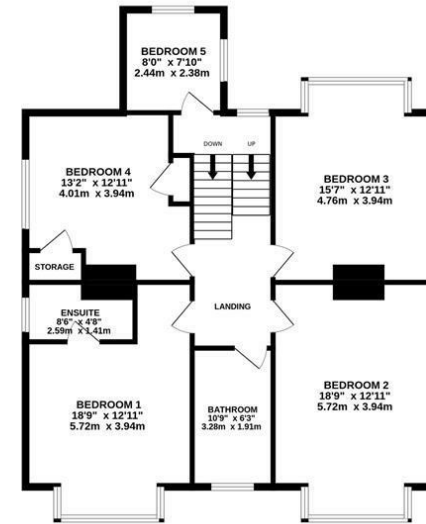 BEDROOM 5
8'0" x 7'10"
2.44m x 2.38m
DOWN UP
BEDROOM 4
13'2" x 12'11"
4.01m x 3.94m
BEDROOM 3
15'7" x 12'11"
4.76m x 3.94m
STORAGE
LANDING
ENSUITE
8'6" x 4'8"
2.59m x 1.41m
BEDROOM 1
18'9" x 12'11"
5.72m x 3.94m
BATHROOM
10'9" x 6'3"
3.28m x 1.91m
BEDROOM 2
18'9" x 12'11"
5.72m x 3.94m